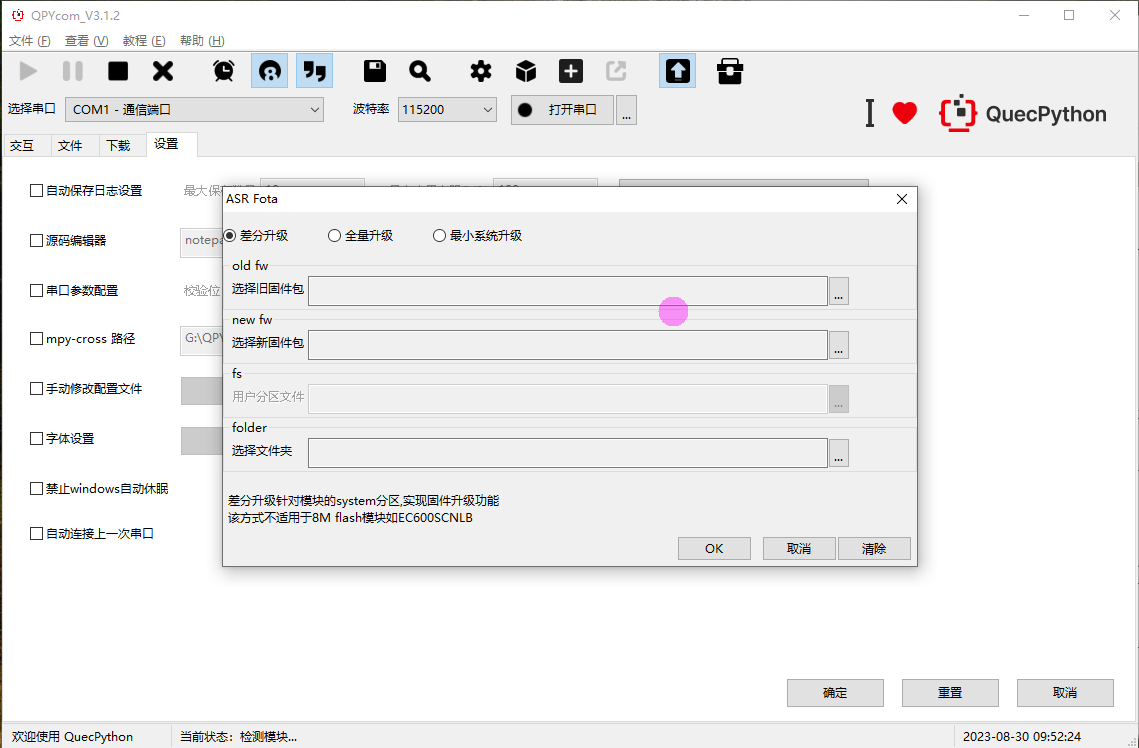 QPYcom_V3.1.2
文件 (F) 查看 (V) 教程 (E) 帮助 (H)
选择串口 COM1 - 通信端口 波特率 115200 打开串口 ... QuecPython
交互 文件 下载 设置
自动保存日志设置
源码编辑器 notepa
串口参数配置 校验位
mpy-cross 路径 G:\QPY
手动修改配置文件
字体设置
禁止windows自动休眠
自动连接上一次串口
ASR Fota
差分升级 全量升级 最小系统升级
old fw
选择旧固件包 ...
new fw
选择新固件包 ...
fs
用户分区文件 ...
folder
选择文件夹 ...
差分升级针对模块的system分区,实现固件升级功能
该方式不适用于8M flash模块如EC600SCNLB
OK 取消 清除
确定 重置 取消
欢迎使用 QuecPython 当前状态：检测模块... 2023-08-30 09:52:24